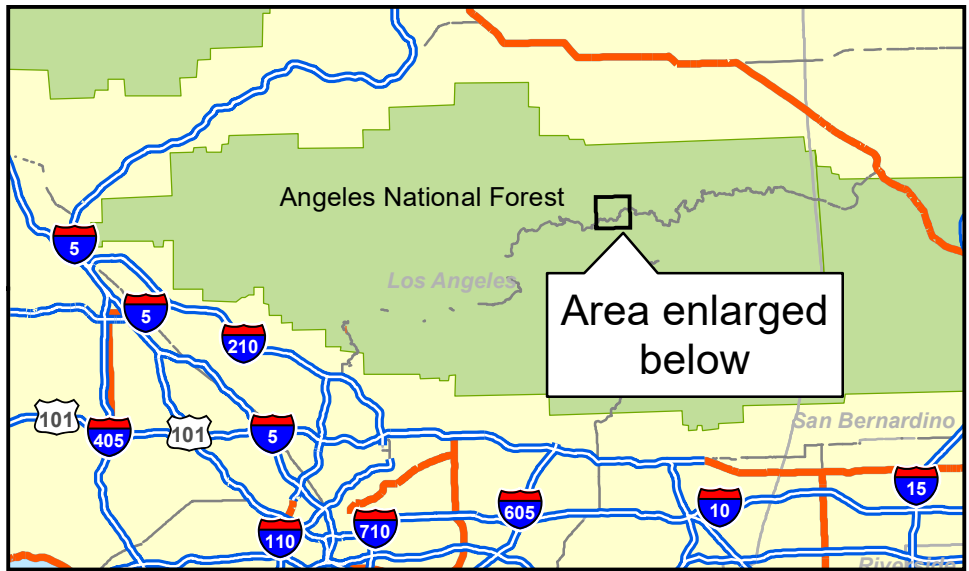 Angeles National Forest
5
Los Angeles
Area enlarged
below
5
210
101
405
101
5
San Bernardino
110
710
605
10
15
Riverside